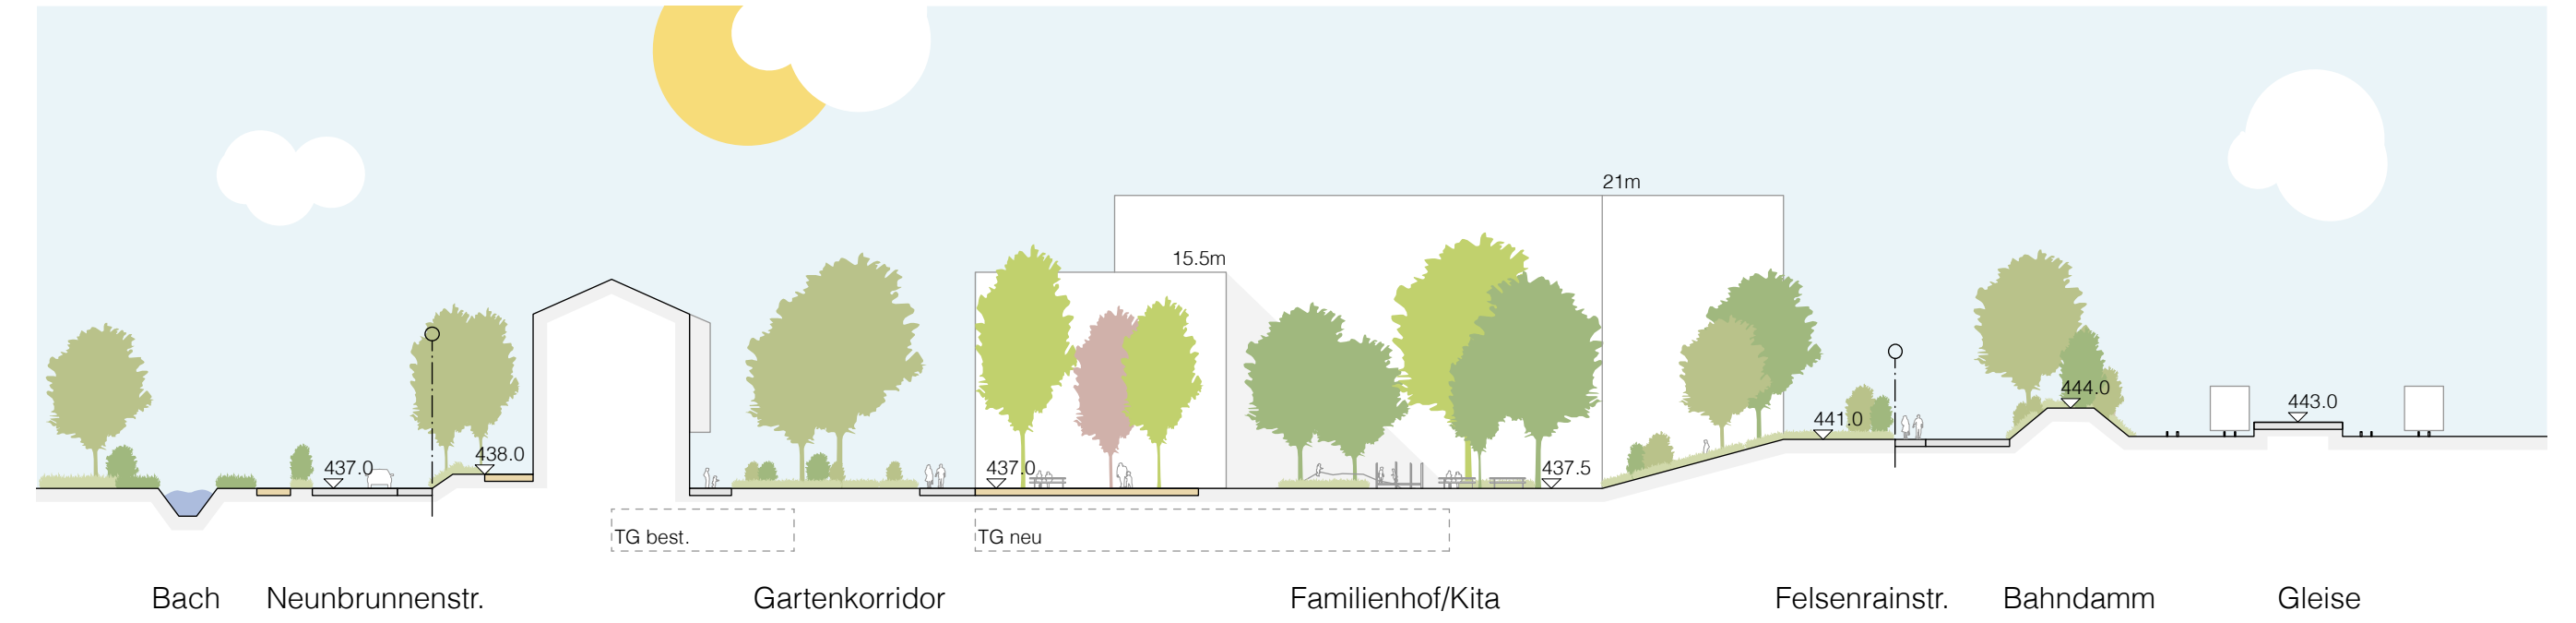 21m
15.5m
444.0
443.0
441.0
438.0
437.0
437.0
437.5
TG best.
TG neu
Bach
Neunbrunnenstr.
Gartenkorridor
Familienhof/Kita
Felsenrainstr.
Bahndamm
Gleise